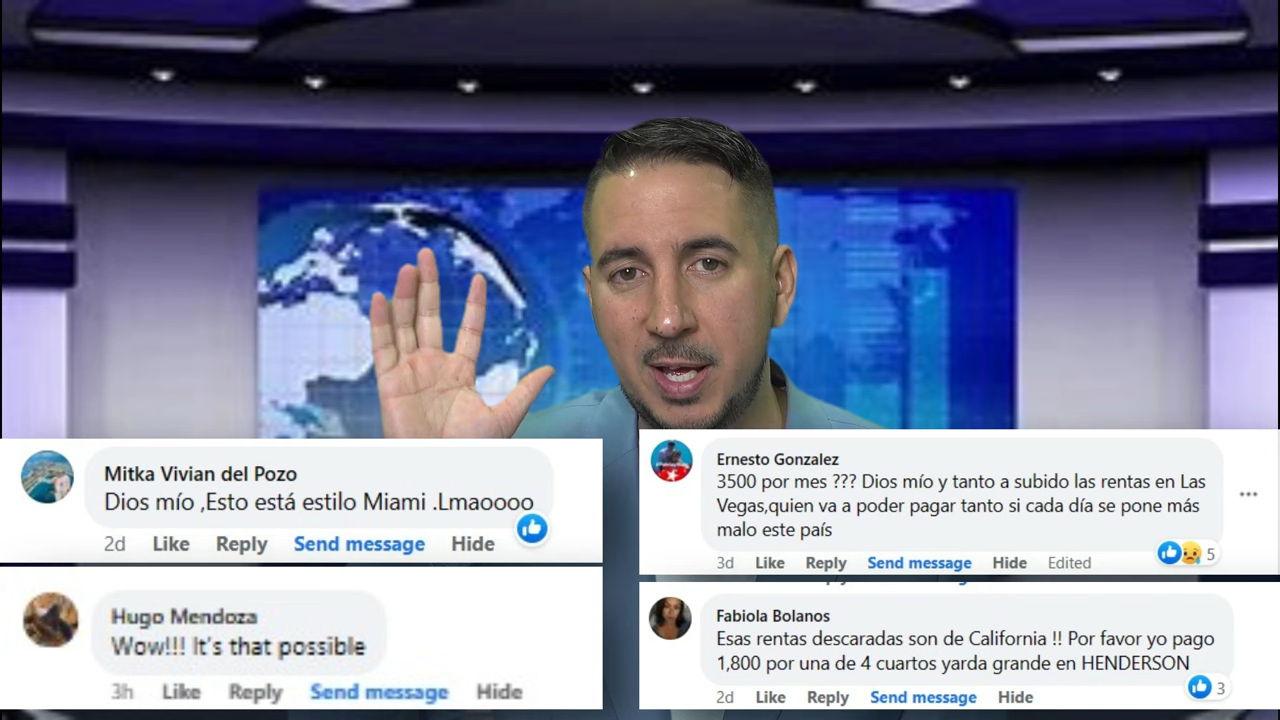 Mitka Vivian del Pozo
Dios mío ,Esto está estilo Miami .Lmaoooo
2d Like Reply Send message Hide
Hugo Mendoza
Wow!!! It's that possible
3h Like Reply Send message Hide
Ernesto Gonzalez
3500 por mes ??? Dios mío y tanto a subido las rentas en Las
Vegas,quien va a poder pagar tanto si cada día se pone más
malo este país
5
3d Like Reply Send message Hide Edited
Fabiola Bolanos
Esas rentas descaradas son de California !! Por favor yo pago
1,800 por una de 4 cuartos yarda grande en HENDERSON
3
2d Like Reply Send message Hide